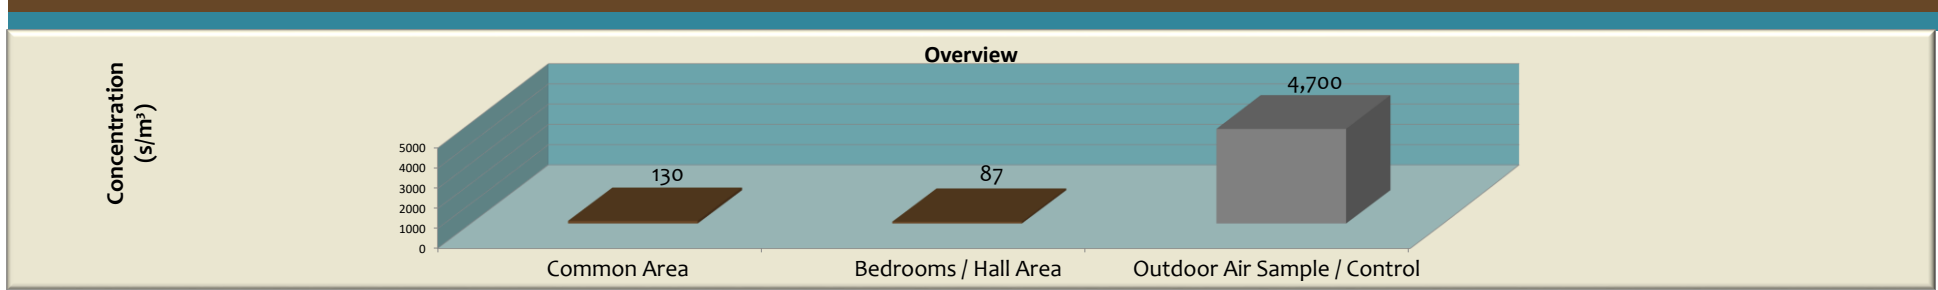 Overview
Concentration
(s/m³)
5000
4000
3000
2000
1000
0
130
87
4,700
Common Area
Bedrooms / Hall Area
Outdoor Air Sample / Control